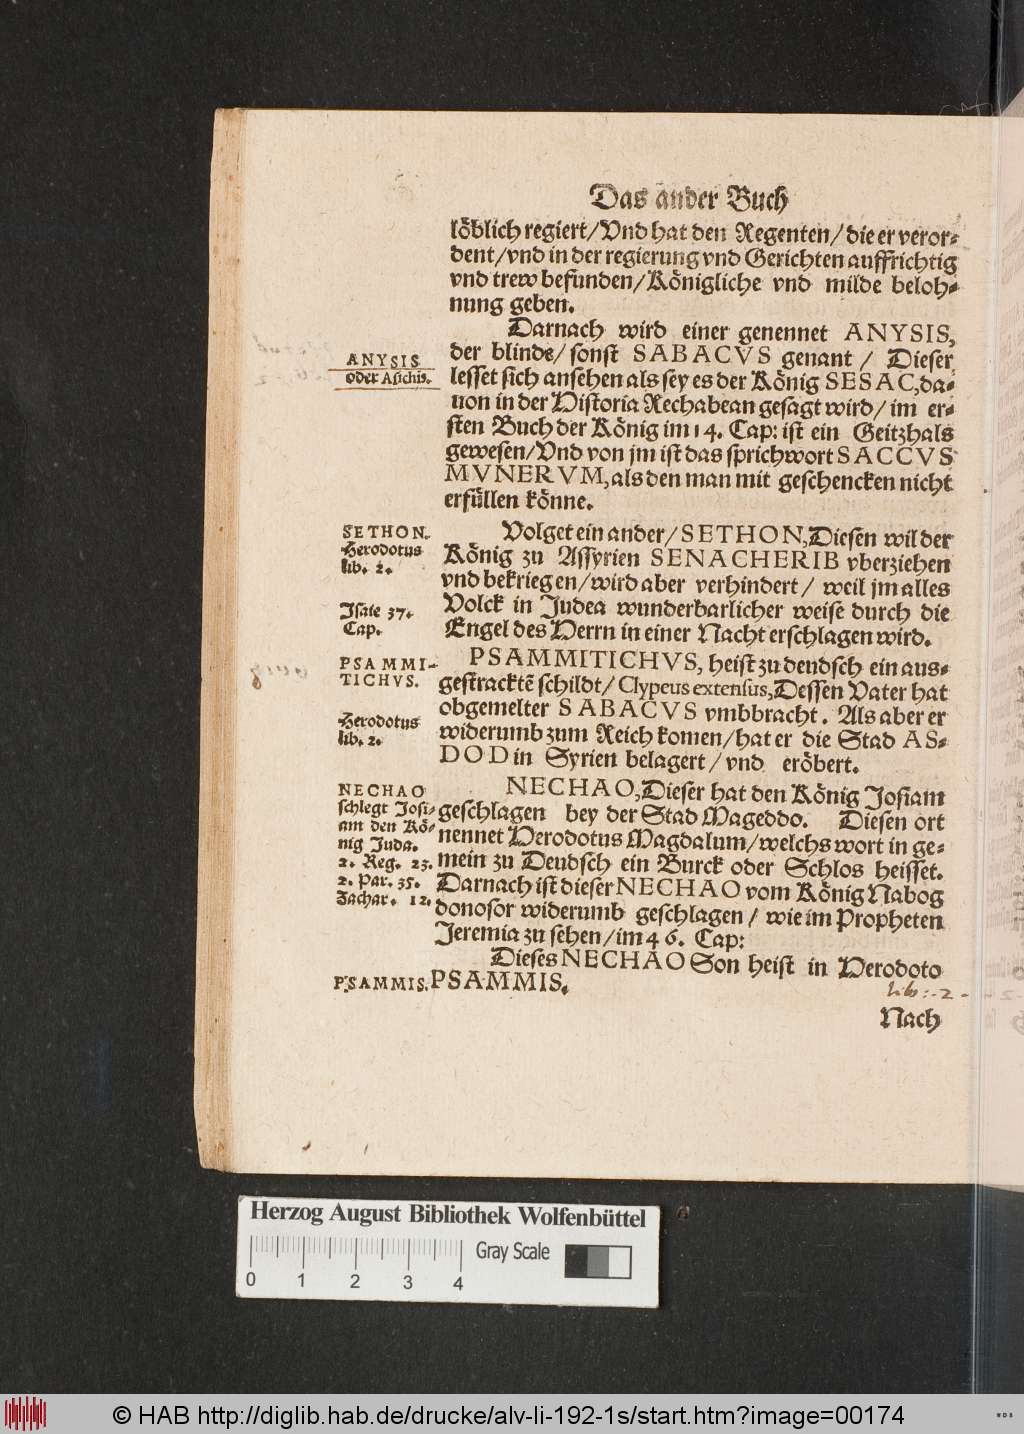 Das ander Buch
löblich regiert/Vnd hat den Regenten/die er veror-
dent/vnd in der regierung vnd Gerichten auffrichtig
vnd trew befunden/Königliche vnd milde beloh-
nung geben.
Darnach wird einer genennet ANYSIS,
der blinde/sonst SABACVS genant / Dieser
lesset sich ansehen als sey es der König SESAC,da-
uon in der Historia Rechabean gesagt wird/im er-
sten Buch der König im 14. Cap: ist ein Geitzhals
gewesen/Vnd von jm ist das sprichwort SACCVS
MVNERVM,als den man mit geschencken nicht
erfüllen könne.
ANYSIS
oder Asichis.
Volget ein ander/SETHON,Diesen wil der
König zu Assyrien SENACHERIB vberziehen
vnd bekriegen/wird aber verhindert / weil jm alles
Volck in Judea wunderbarlicher weise durch die
Engel des Herrn in einer Nacht erschlagen wird.
SETHON.
Herodotus
lib. 2.
Isaie 37.
Cap.
PSAMMITICHVS, heist zu deudsch ein aus-
gestracktẽ schildt/Clypeus extensus,Dessen Vater hat
obgemelter SABACVS vmbbracht. Als aber er
widerumb zum Reich komen/hat er die Stad AS-
DOD in Syrien belagert/vnd eröbert.
PSAMMI-
TICHVS.
Herodotus
lib. 2.
NECHAO,Dieser hat den König Josiam
geschlagen bey der Stad Mageddo. Diesen ort
nennet Herodotus Magdalum/welchs wort in ge-
mein zu Deudsch ein Burck oder Schlos heisset.
Darnach ist dieser NECHAO vom König Nabog
donosor widerumb geschlagen / wie im Propheten
Jeremia zu sehen/im 46. Cap:
NECHAO
schlegt Josi-
am den Kö-
nig Juda.
2. Reg. 23.
2. Par. 35.
Zachar. 12.
Dieses NECHAO Son heist in Herodoto
PSAMMIS.
PSAMMIS.
lib: 2
Nach
Herzog August Bibliothek Wolfenbüttel
Gray Scale
0 1 2 3 4
© HAB http://diglib.hab.de/drucke/alv-li-192-1s/start.htm?image=00174